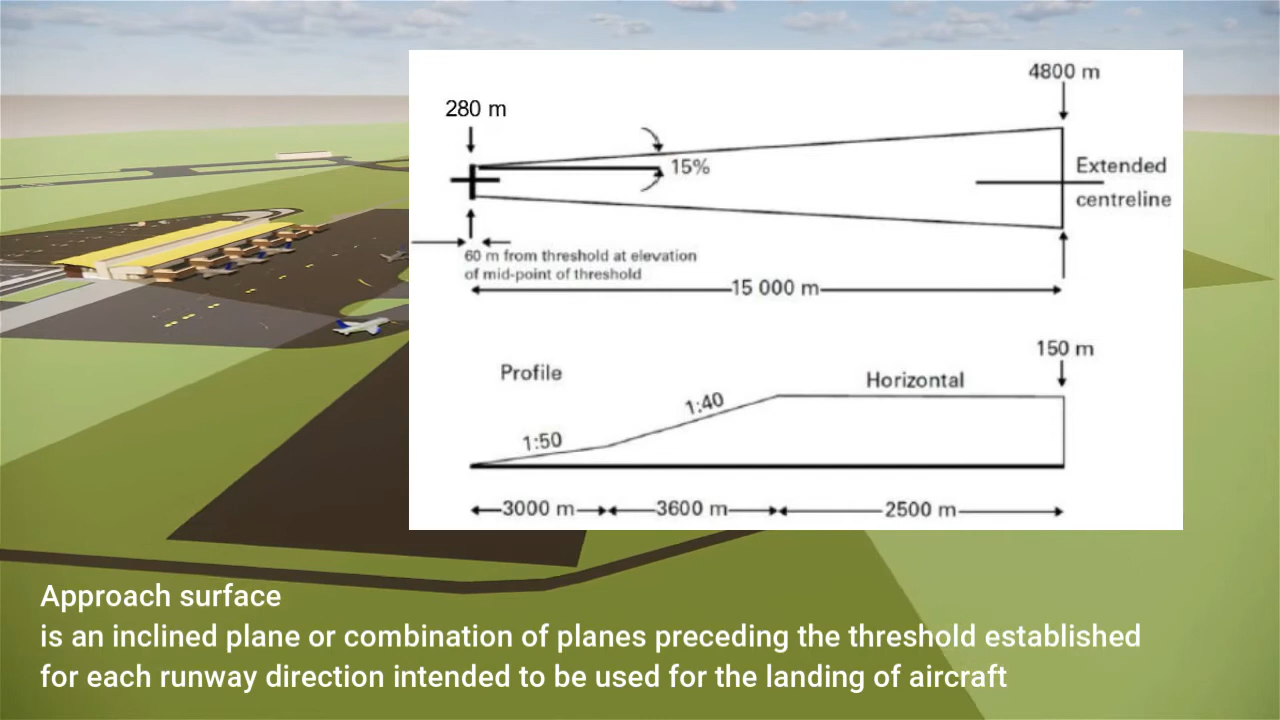 4800 m
280 m
15%
Extended
centreline
60 m from threshold at elevation
of mid-point of threshold
15 000 m
150 m
Profile
Horizontal
1:40
1:50
3000 m
3600 m
2500 m
Approach surface
is an inclined plane or combination of planes preceding the threshold established
for each runway direction intended to be used for the landing of aircraft